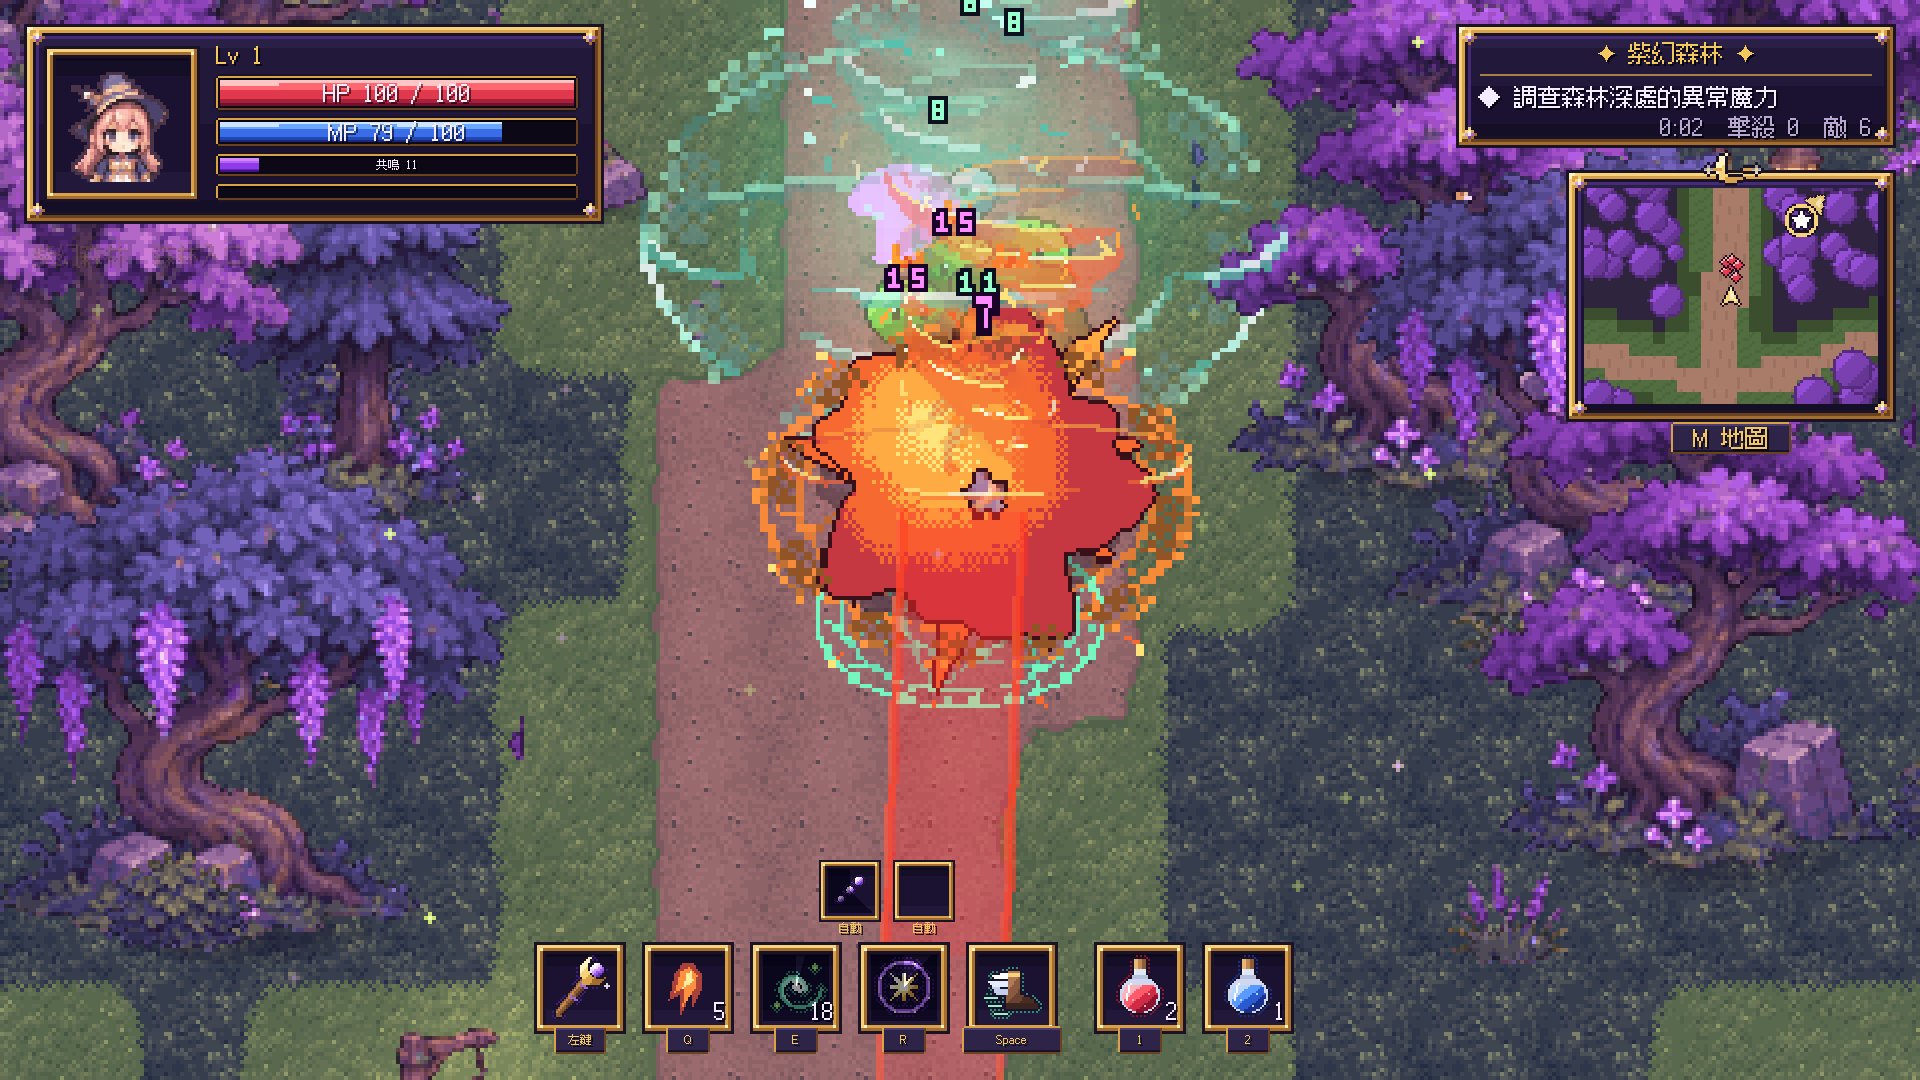 Lv 1
HP 100 / 100
MP 79 / 100
共鳴 11
紫幻森林
調查森林深處的異常魔力
0:02 擊殺 0 敵 6
M 地圖
8
8
8
15
15
11
7
自動
自動
5
18
2
1
左鍵
Q
E
R
Space
1
2